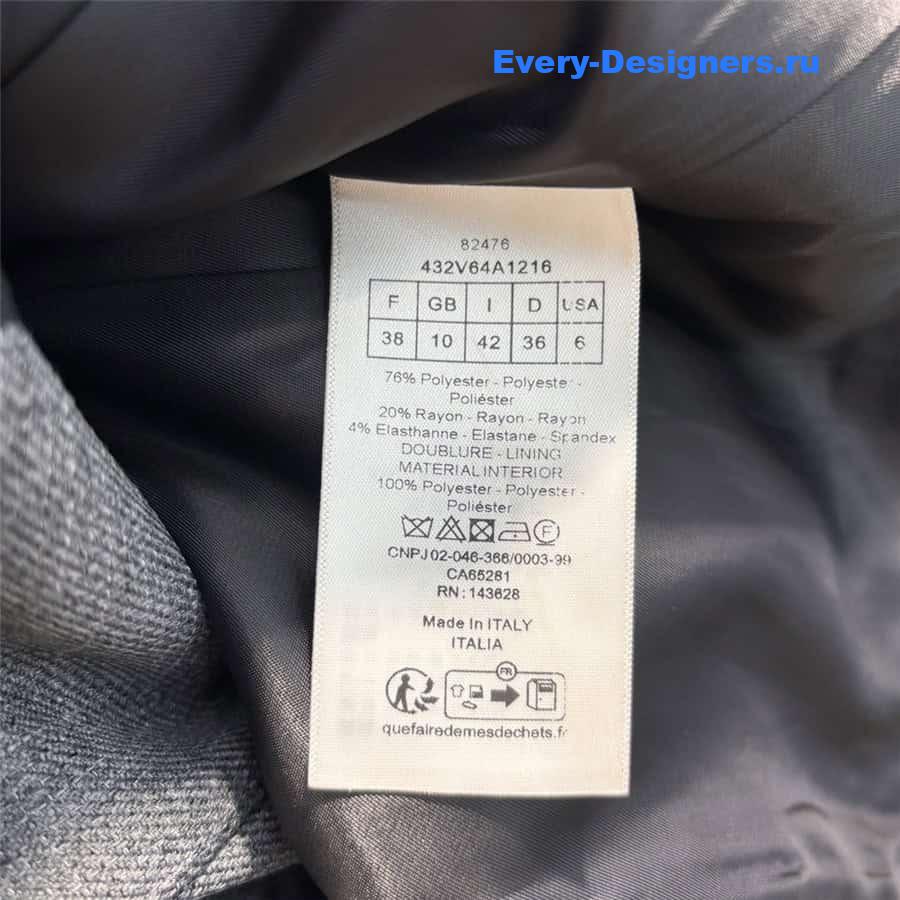 Every-Designers.ru
82476
432V64A1216
F GB I D USA
38 10 42 36 6
76% Polyester - Polyester -
Poliéster
20% Rayon - Rayon - Rayon
4% Elasthanne - Elastane - Spandex
DOUBLURE - LINING
MATERIAL INTERIOR
100% Polyester - Polyester -
Poliéster
F
CNPJ 02-046-366/0003-99
CA65281
RN : 143628
Made In ITALY
ITALIA
FR
quefairedemesdechets.fr